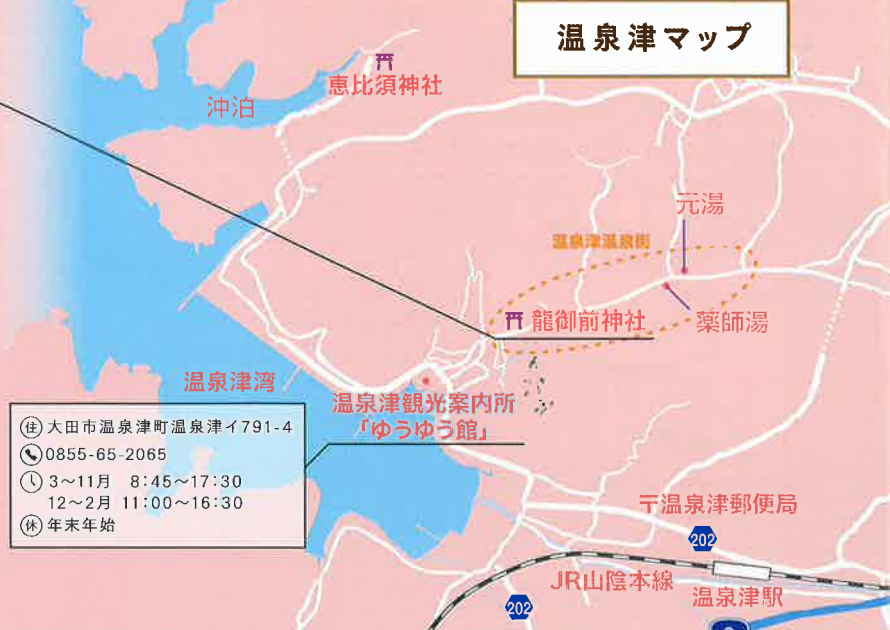 温泉津マップ
恵比須神社
沖泊
元湯
温泉津温泉街
龍御前神社
薬師湯
温泉津湾
温泉津観光案内所
「ゆうゆう館」
住 大田市温泉津町温泉津イ791-4
0855-65-2065
3〜11月 8:45〜17:30
12〜2月 11:00〜16:30
休 年末年始
〒温泉津郵便局
202
JR山陰本線
温泉津駅
202